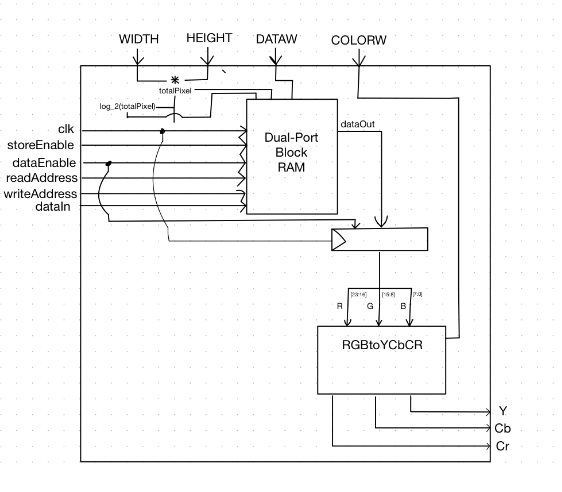 WIDTH HEIGHT DATAW COLORW
*
totalPixel
log_2(totalPixel)
clk
storeEnable
dataEnable
readAddress
writeAddress
dataIn
Dual-Port
Block
RAM
dataOut
[23:16] [15:8] [7:0]
R G B
RGBtoYCbCR
Y
Cb
Cr